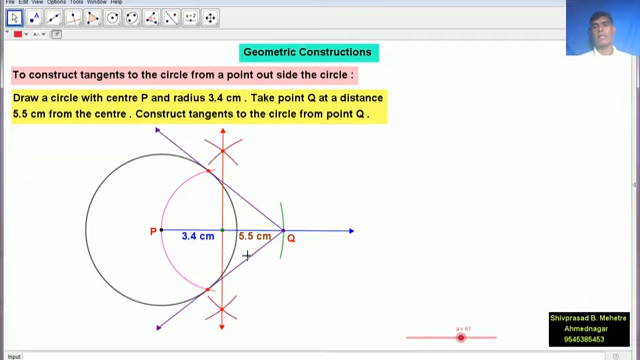 File Edit View Options Tools Window Help
Geometric Constructions
To construct tangents to the circle from a point out side the circle :
Draw a circle with centre P and radius 3.4 cm . Take point Q at a distance
5.5 cm from the centre . Construct tangents to the circle from point Q .
P
3.4 cm
5.5 cm
Q
a = 67
Shivprasad B. Mehetre
Ahmednagar
9545385453
Input: